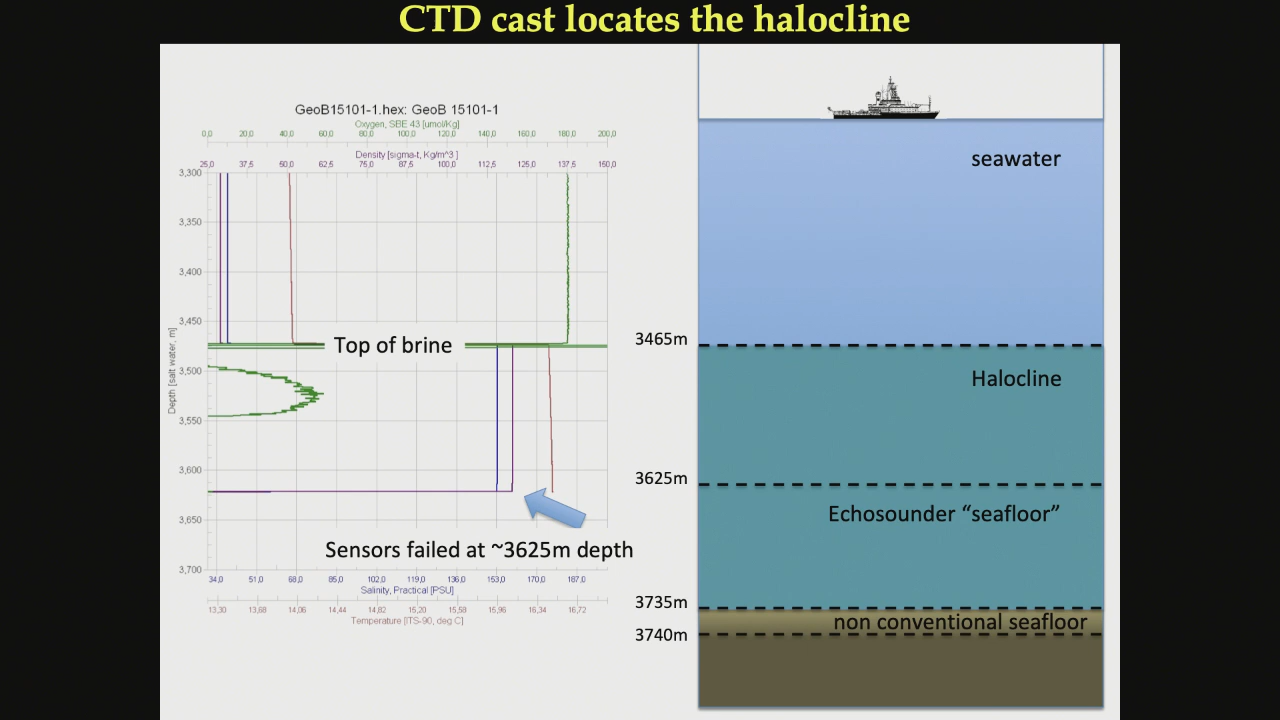 CTD cast locates the halocline
GeoB15101-1.hex: GeoB 15101-1
Oxygen, SBE 43 [umol/Kg]
0,0 20,0 40,0 60,0 80,0 100,0 120,0 140,0 160,0 180,0 200,0
Density [sigma-t, Kg/m^3 ]
25,0 37,5 50,0 62,5 75,0 87,5 100,0 112,5 125,0 137,5 150,0
3,300
3,350
3,400
3,450
3,500
3,550
3,600
3,650
3,700
Depth [salt water, m]
Top of brine
Sensors failed at ~3625m depth
34,0 51,0 68,0 85,0 102,0 119,0 136,0 153,0 170,0 187,0
Salinity, Practical [PSU]
13,30 13,68 14,06 14,44 14,82 15,20 15,58 15,96 16,34 16,72
Temperature [ITS-90, deg C]
seawater
3465m
Halocline
3625m
Echosounder “seafloor”
3735m
non conventional seafloor
3740m